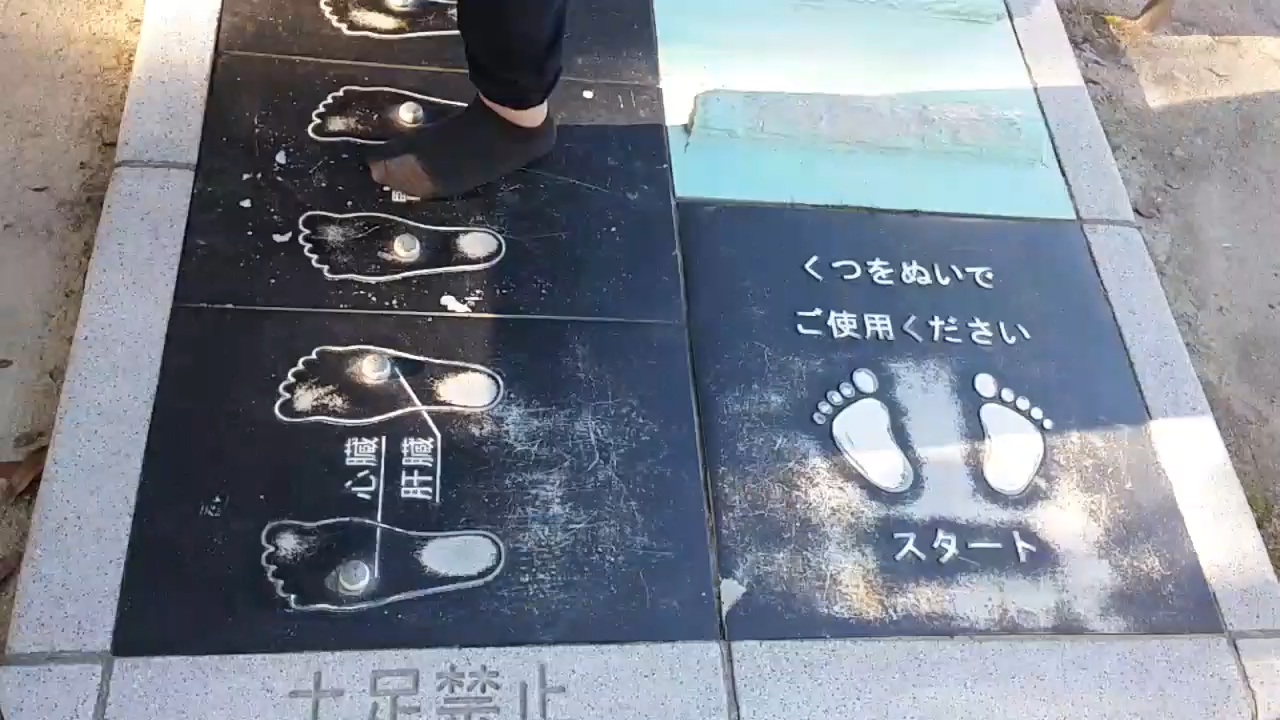 くつをぬいで
ご使用ください
スタート
心臓
肝臓
土足禁止